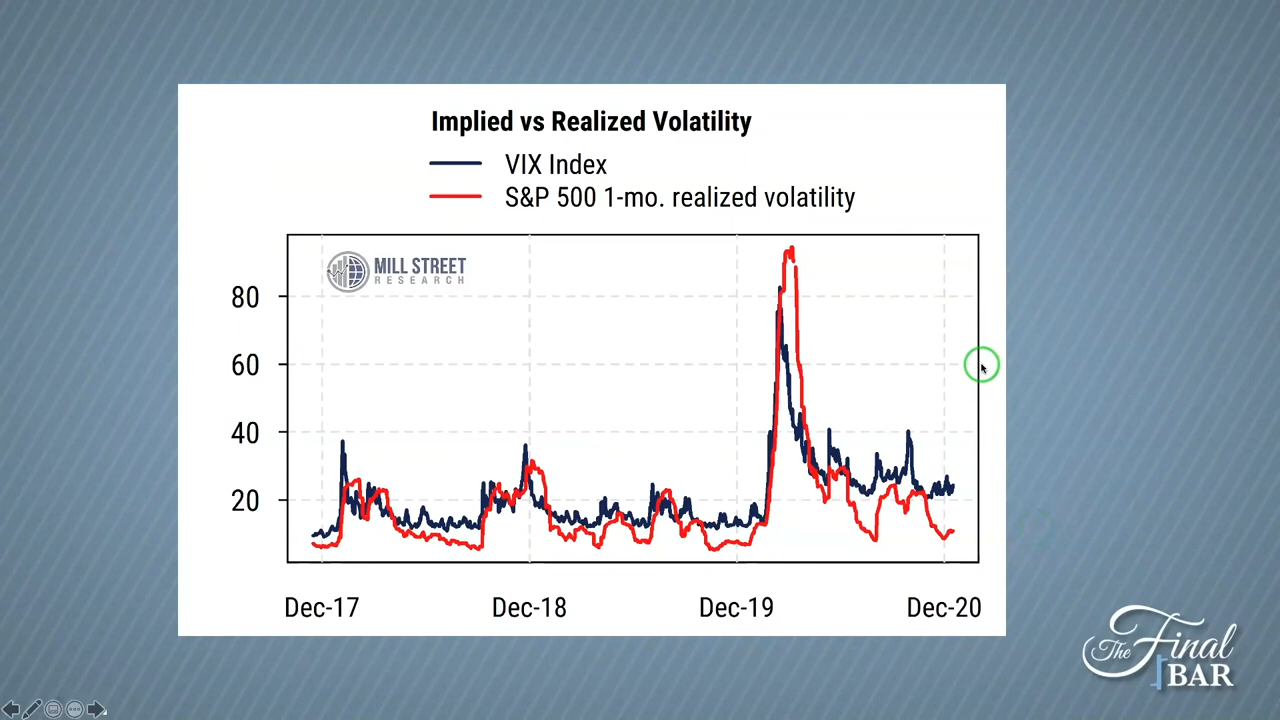 Implied vs Realized Volatility
VIX Index
S&P 500 1-mo. realized volatility
MILL STREET
RESEARCH
80
60
40
20
Dec-17
Dec-18
Dec-19
Dec-20
The Final
BAR